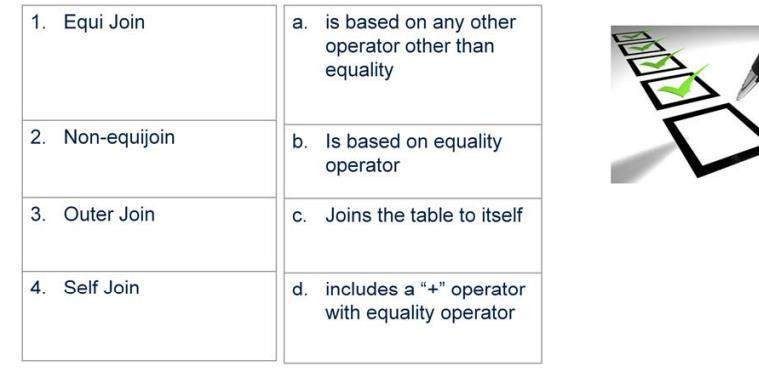 1. Equi Join
a. is based on any other
operator other than
equality
2. Non-equijoin
b. Is based on equality
operator
3. Outer Join
c. Joins the table to itself
4. Self Join
d. includes a “+” operator
with equality operator